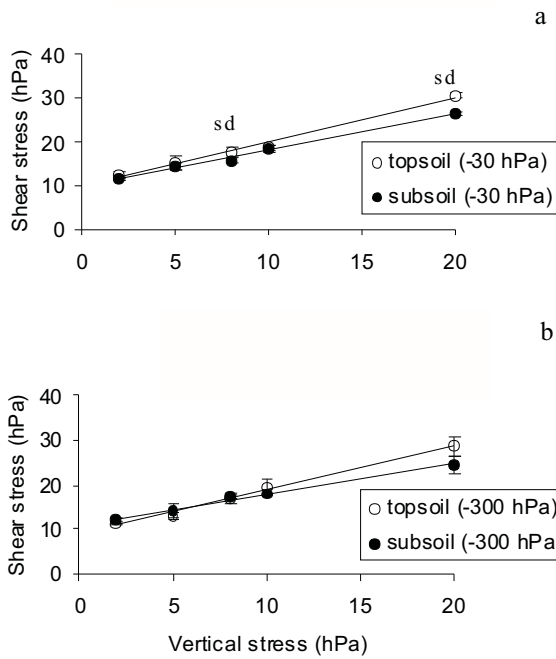 a
40
30
20
10
0
Shear stress (hPa)
sd
sd
topsoil (-30 hPa)
subsoil (-30 hPa)
0
5
10
15
20
b
40
30
20
10
0
Shear stress (hPa)
topsoil (-300 hPa)
subsoil (-300 hPa)
0
5
10
15
20
Vertical stress (hPa)